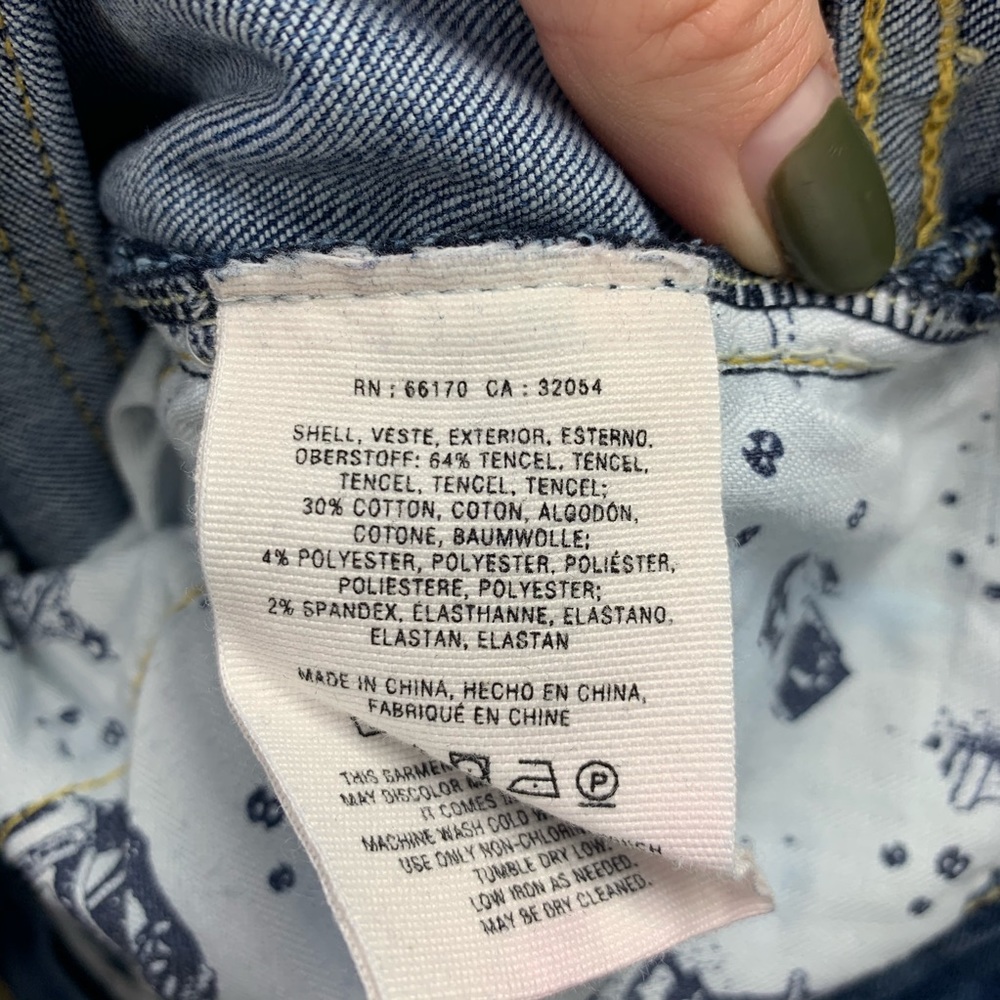 RN : 66170 CA : 32054
SHELL, VESTE, EXTERIOR, ESTERNO,
OBERSTOFF: 64% TENCEL, TENCEL,
TENCEL, TENCEL, TENCEL;
30% COTTON, COTON, ALGODÓN,
COTONE, BAUMWOLLE;
4% POLYESTER, POLYESTER, POLIÉSTER,
POLIESTERE, POLYESTER;
2% SPANDEX, ÉLASTHANNE, ELASTANO,
ELASTAN, ELASTAN
MADE IN CHINA, HECHO EN CHINA,
FABRIQUÉ EN CHINE
P
THIS GARMEN
MAY DISCOLOR
IT COMES
MACHINE WASH COLD
USE ONLY NON-CHLORIN
TUMBLE DRY LOW.
LOW IRON AS NEEDED.
MAY BE DRY CLEANED.